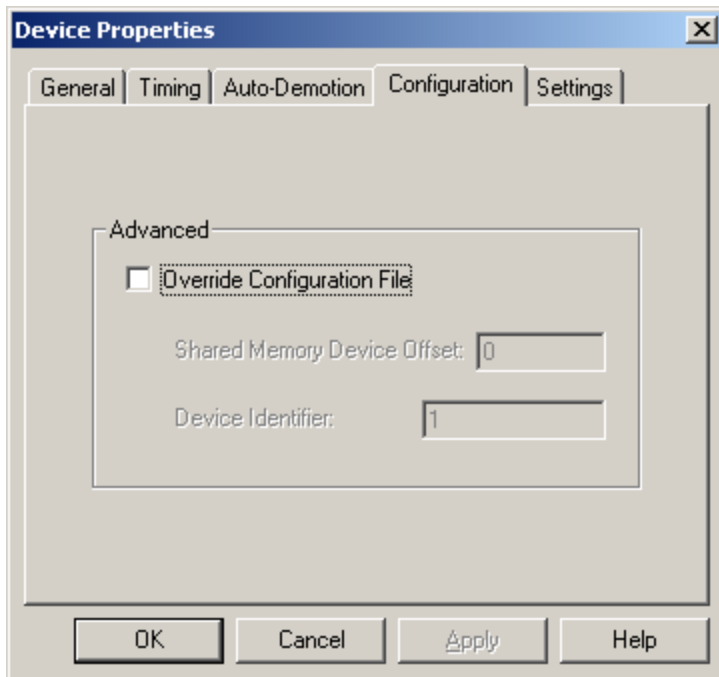 Device Properties
General Timing Auto-Demotion Configuration Settings
Advanced
Override Configuration File
Shared Memory Device Offset: 0
Device Identifier: 1
OK Cancel Apply Help